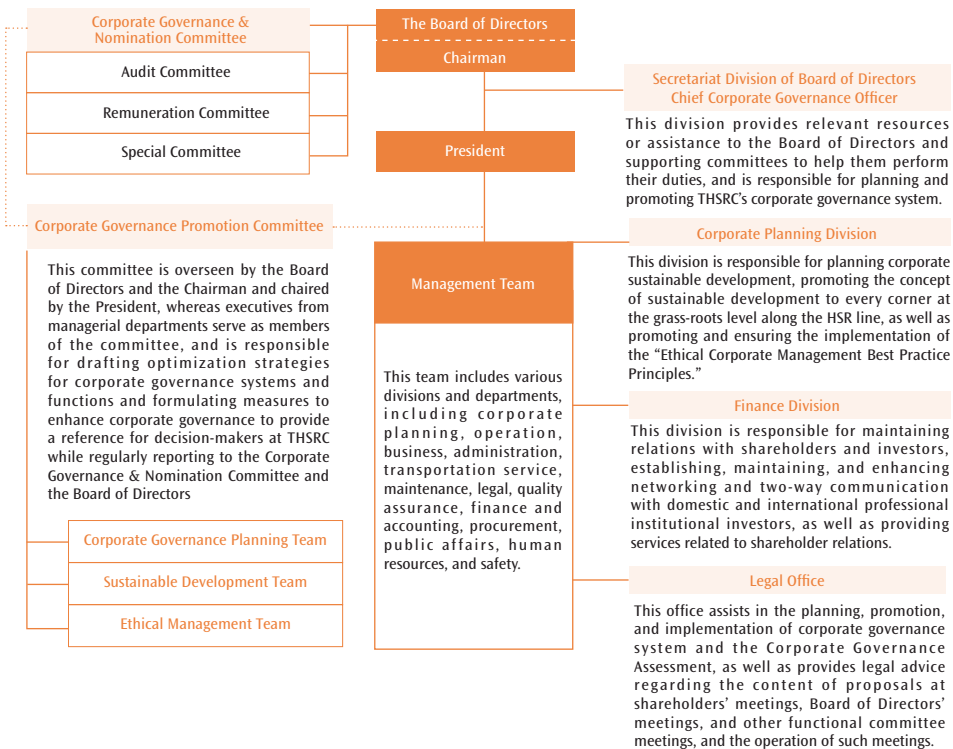 Corporate Governance &
Nomination Committee
Audit Committee
Remuneration Committee
Special Committee
The Board of Directors
Chairman
President
Secretariat Division of Board of Directors
Chief Corporate Governance Officer
This division provides relevant resources
or assistance to the Board of Directors and
supporting committees to help them perform
their duties, and is responsible for planning and
promoting THSRC's corporate governance system.
Corporate Governance Promotion Committee
This committee is overseen by the Board
of Directors and the Chairman and chaired
by the President, whereas executives from
managerial departments serve as members
of the committee, and is responsible
for drafting optimization strategies
for corporate governance systems and
functions and formulating measures to
enhance corporate governance to provide
a reference for decision-makers at THSRC
while regularly reporting to the Corporate
Governance & Nomination Committee and
the Board of Directors
Corporate Governance Planning Team
Sustainable Development Team
Ethical Management Team
Management Team
This team includes various
divisions and departments,
including corporate
planning, operation,
business, administration,
transportation service,
maintenance, legal, quality
assurance, finance and
accounting, procurement,
public affairs, human
resources, and safety.
Corporate Planning Division
This division is responsible for planning corporate
sustainable development, promoting the concept
of sustainable development to every corner at
the grass-roots level along the HSR line, as well as
promoting and ensuring the implementation of
the “Ethical Corporate Management Best Practice
Principles.”
Finance Division
This division is responsible for maintaining
relations with shareholders and investors,
establishing, maintaining, and enhancing
networking and two-way communication
with domestic and international professional
institutional investors, as well as providing
services related to shareholder relations.
Legal Office
This office assists in the planning, promotion,
and implementation of corporate governance
system and the Corporate Governance
Assessment, as well as provides legal advice
regarding the content of proposals at
shareholders' meetings, Board of Directors'
meetings, and other functional committee
meetings, and the operation of such meetings.